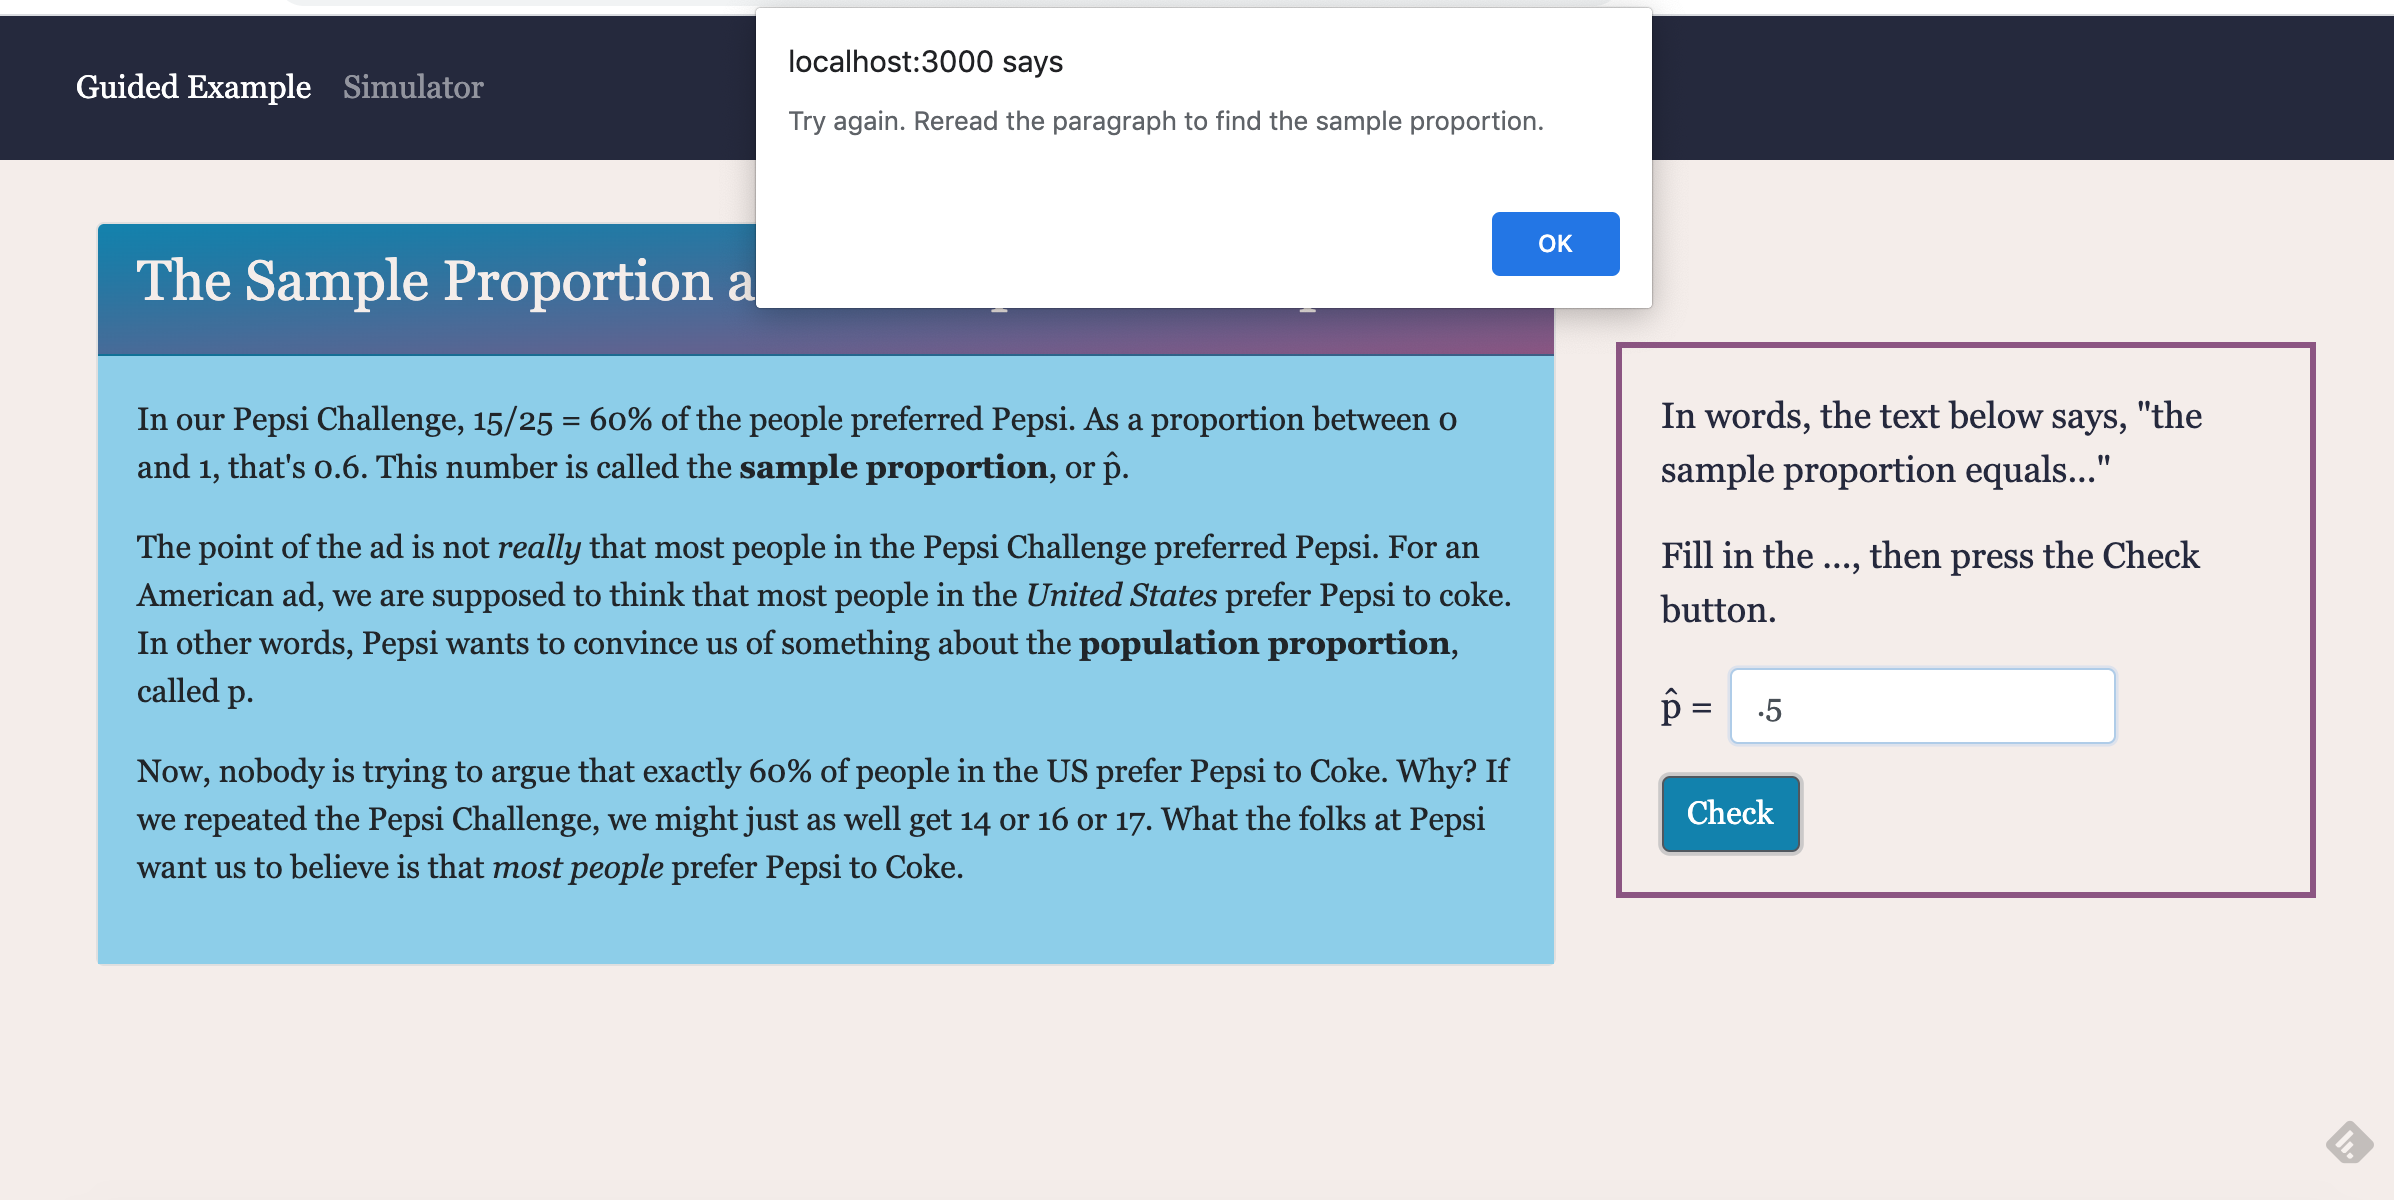 localhost:3000 says
Try again. Reread the paragraph to find the sample proportion.
OK
Guided Example Simulator
The Sample Proportion
In our Pepsi Challenge, 15/25 = 60% of the people preferred Pepsi. As a proportion between 0
and 1, that's 0.6. This number is called the sample proportion, or p̂.
The point of the ad is not really that most people in the Pepsi Challenge preferred Pepsi. For an
American ad, we are supposed to think that most people in the United States prefer Pepsi to coke.
In other words, Pepsi wants to convince us of something about the population proportion,
called p.
Now, nobody is trying to argue that exactly 60% of people in the US prefer Pepsi to Coke. Why? If
we repeated the Pepsi Challenge, we might just as well get 14 or 16 or 17. What the folks at Pepsi
want us to believe is that most people prefer Pepsi to Coke.
In words, the text below says, "the
sample proportion equals..."
Fill in the ..., then press the Check
button.
p̂ = .5
Check